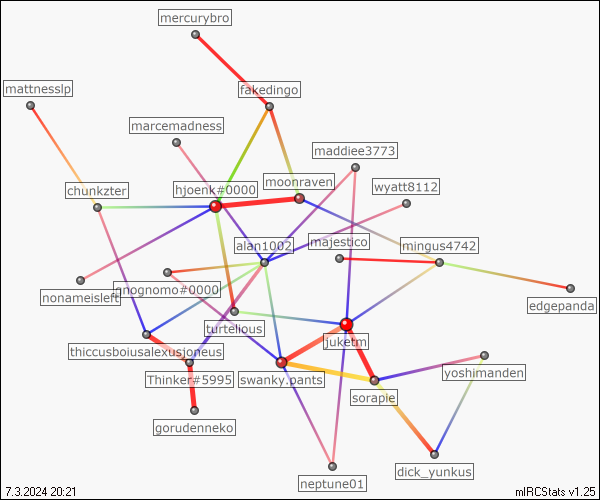 mercurybro
mattnesslp
fakedingo
marcemadness
maddiee3773
chunkzter
hjoenk#0000
moonraven
wyatt8112
alan1002
majestico
mingus4742
nonameisleft
gnognomo#0000
edgepanda
turtelious
juketm
thiccusboiusalexusjoneus
Thinker#5995
swanky.pants
yoshimanden
sorapie
gorudenneko
dick_yunkus
neptune01
7.3.2024 20:21
mIRCStats v1.25